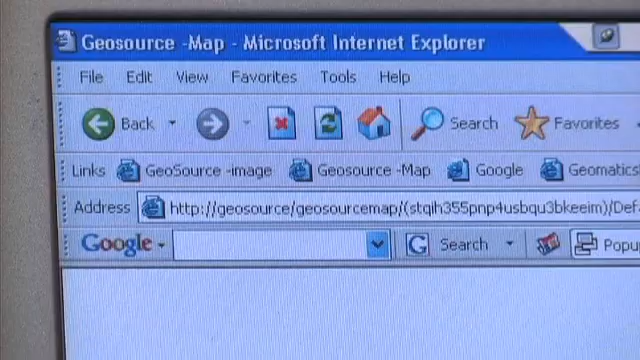 Geosource -Map - Microsoft Internet Explorer
File Edit View Favorites Tools Help
Back Search Favorites
Links GeoSource -image Geosource -Map Google Geomatics
Address http://geosource/geosourcemap/(stqih355pnp4usbqu3bkeeim)/Def
Google G Search Popu